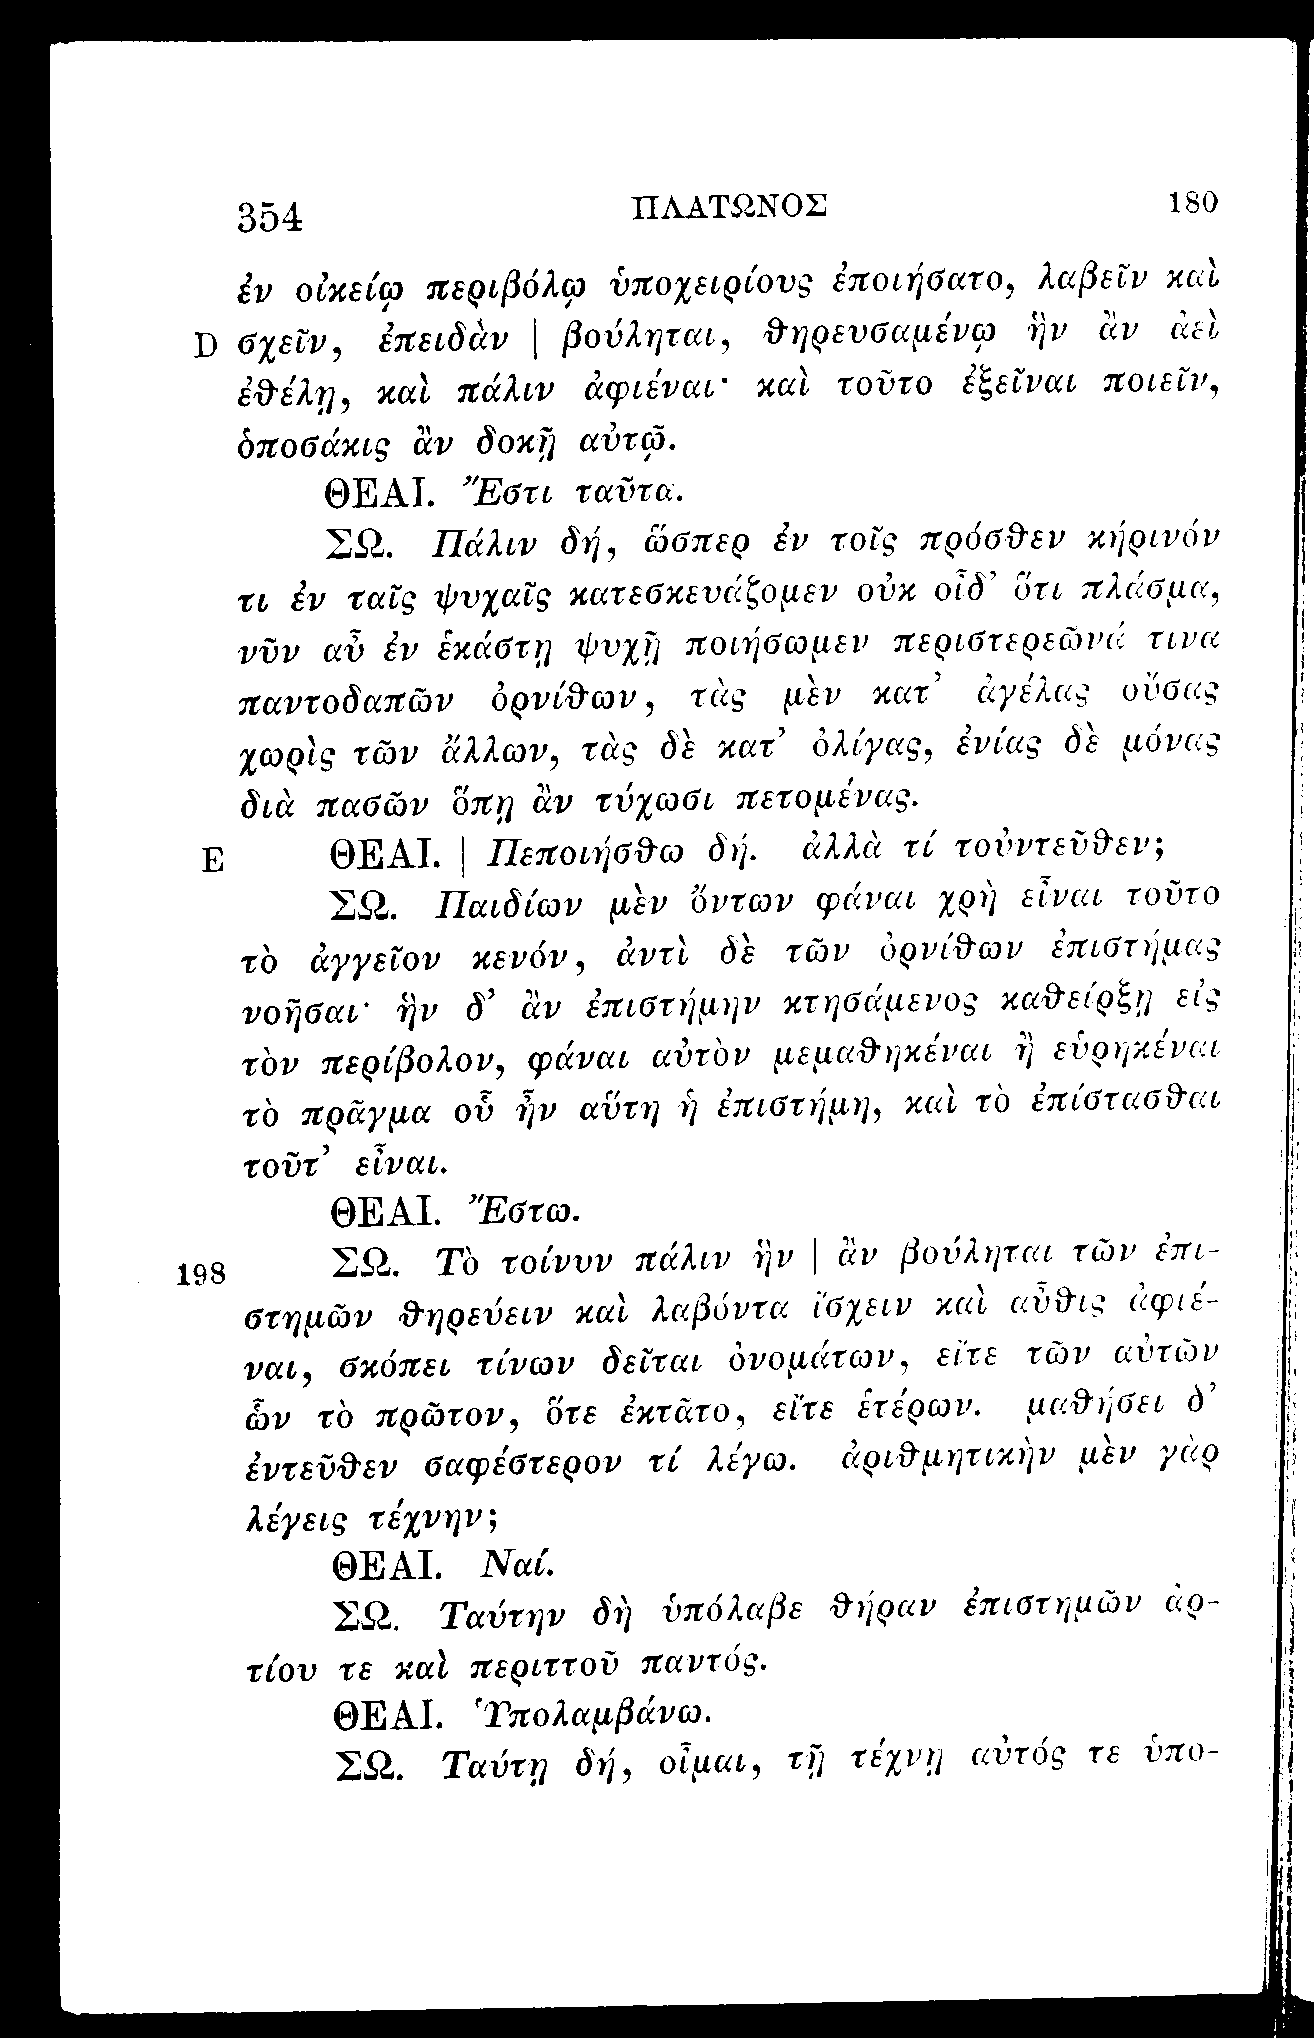 354 ΠΛΑΤΩΝΟΣ 180
ἐν οἰκείῳ περιβόλῳ ὑποχειρίους ἐποιήσατο, λαβεῖν καὶ
D σχεῖν, ἐπειδὰν | βούληται, θηρευσαμένῳ ἣν ἂν ἀεὶ
ἐθέλῃ, καὶ πάλιν ἀφιέναι· καὶ τοῦτο ἐξεῖναι ποιεῖν,
ὁποσάκις ἂν δοκῇ αὐτῷ.
ΘΕΑΙ. Ἔστι ταῦτα.
ΣΩ. Πάλιν δή, ὥσπερ ἐν τοῖς πρόσθεν κήρινόν
τι ἐν ταῖς ψυχαῖς κατεσκευάζομεν οὐκ οἶδ’ ὅτι πλάσμα,
νῦν αὖ ἐν ἑκάστῃ ψυχῇ ποιήσωμεν περιστερεῶνά τινα
παντοδαπῶν ὀρνίθων, τὰς μὲν κατ’ ἀγέλας οὔσας
χωρὶς τῶν ἄλλων, τὰς δὲ κατ’ ὀλίγας, ἐνίας δὲ μόνας
διὰ πασῶν ὅπῃ ἂν τύχωσι πετομένας.
E ΘΕΑΙ. | Πεποιήσθω δή. ἀλλὰ τί τοὐντεῦθεν;
ΣΩ. Παιδίων μὲν ὄντων φάναι χρὴ εἶναι τοῦτο
τὸ ἀγγεῖον κενόν, ἀντὶ δὲ τῶν ὀρνίθων ἐπιστήμας
νοῆσαι· ἣν δ’ ἂν ἐπιστήμην κτησάμενος καθείρξῃ εἰς
τὸν περίβολον, φάναι αὐτὸν μεμαθηκέναι ἢ εὑρηκέναι
τὸ πρᾶγμα οὗ ἦν αὕτη ἡ ἐπιστήμη, καὶ τὸ ἐπίστασθαι
τοῦτ’ εἶναι.
ΘΕΑΙ. Ἔστω.
198 ΣΩ. Τὸ τοίνυν πάλιν ἣν | ἂν βούληται τῶν ἐπι-
στημῶν θηρεύειν καὶ λαβόντα ἴσχειν καὶ αὖθις ἀφιέ-
ναι, σκόπει τίνων δεῖται ὀνομάτων, εἴτε τῶν αὐτῶν
ὧν τὸ πρῶτον, ὅτε ἐκτᾶτο, εἴτε ἑτέρων. μαθήσει δ’
ἐντεῦθεν σαφέστερον τί λέγω. ἀριθμητικὴν μὲν γὰρ
λέγεις τέχνην;
ΘΕΑΙ. Ναί.
ΣΩ. Ταύτην δὴ ὑπόλαβε θήραν ἐπιστημῶν ἀρ-
τίου τε καὶ περιττοῦ παντός.
ΘΕΑΙ. Ὑπολαμβάνω.
ΣΩ. Ταύτῃ δή, οἶμαι, τῇ τέχνῃ αὐτός τε ὑπο-